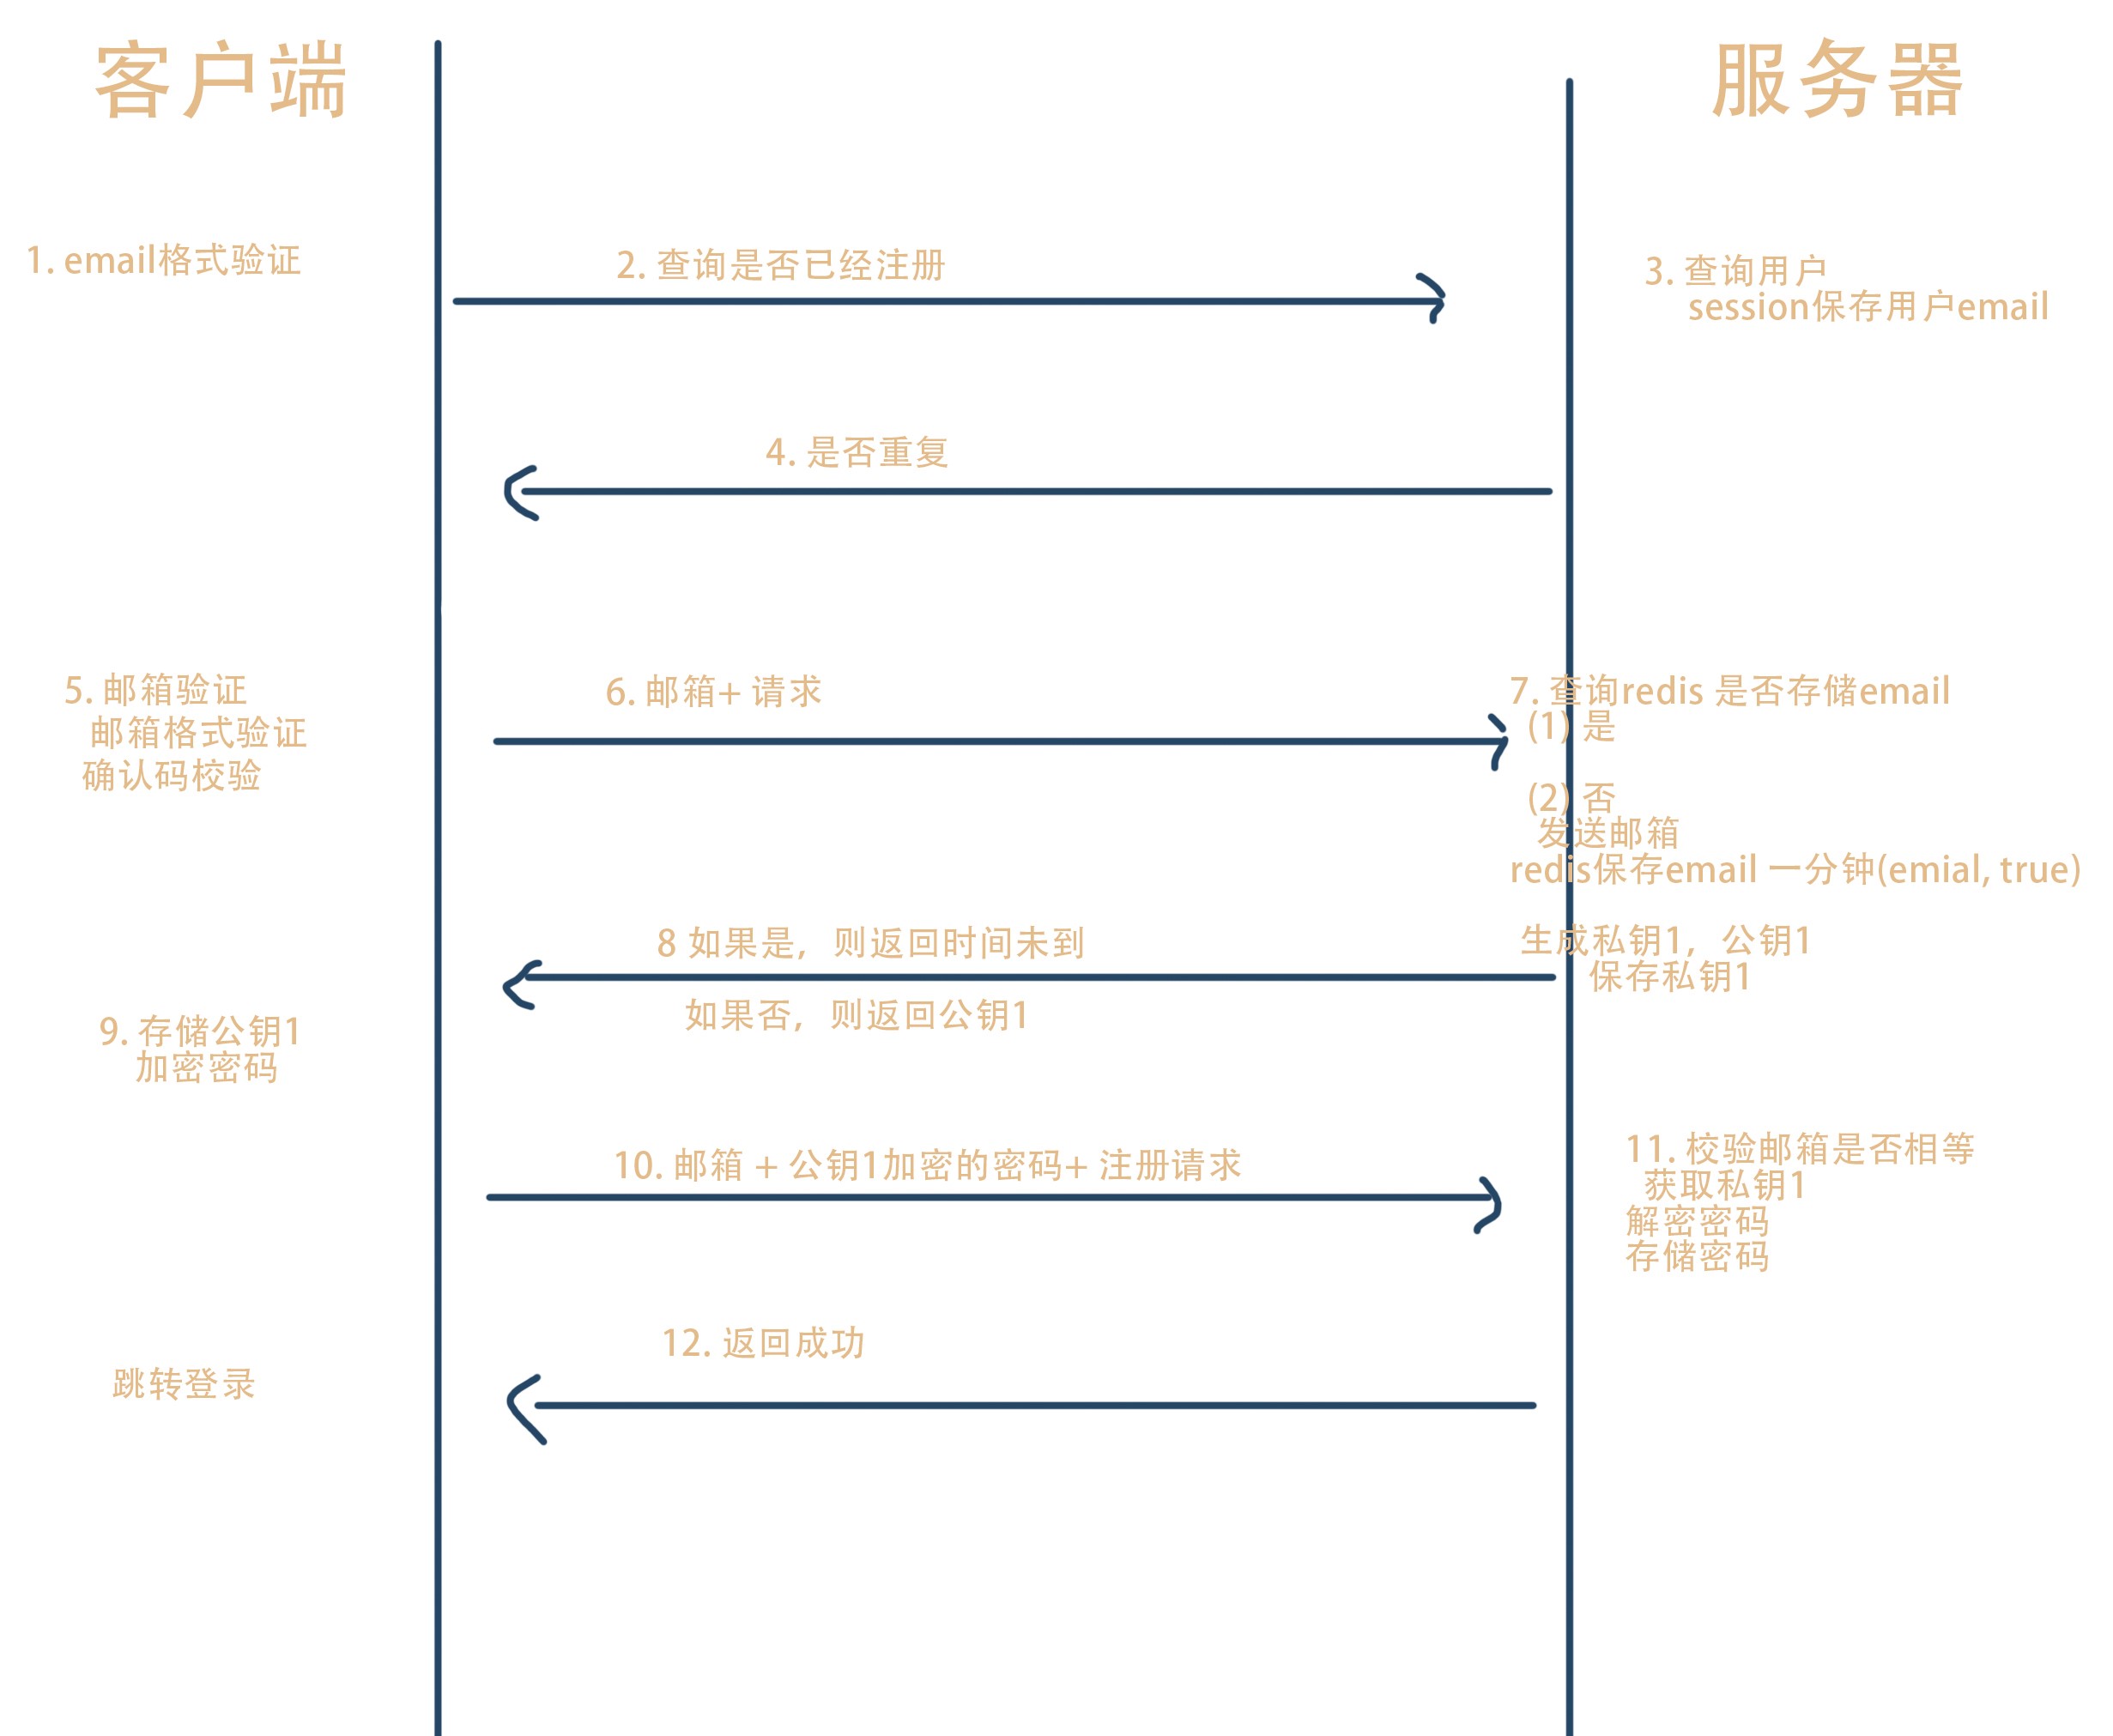 客户端
服务器
1. email格式验证
2. 查询是否已经注册
3. 查询用户
session保存用户email
4. 是否重复
5. 邮箱验证
邮箱格式验证
确认码校验
6. 邮箱+ 请求
7. 查询redis 是否存储email
(1) 是
(2) 否
发送邮箱
redis保存email 一分钟(emial, true)
生成私钥1，公钥1
保存私钥1
8 如果是，则返回时间未到
如果否，则返回公钥1
9. 存储公钥1
加密密码
10. 邮箱 + 公钥1加密的密码+ 注册请求
11. 校验邮箱是否相等
获取私钥1
解密密码
存储密码
12. 返回成功
跳转登录